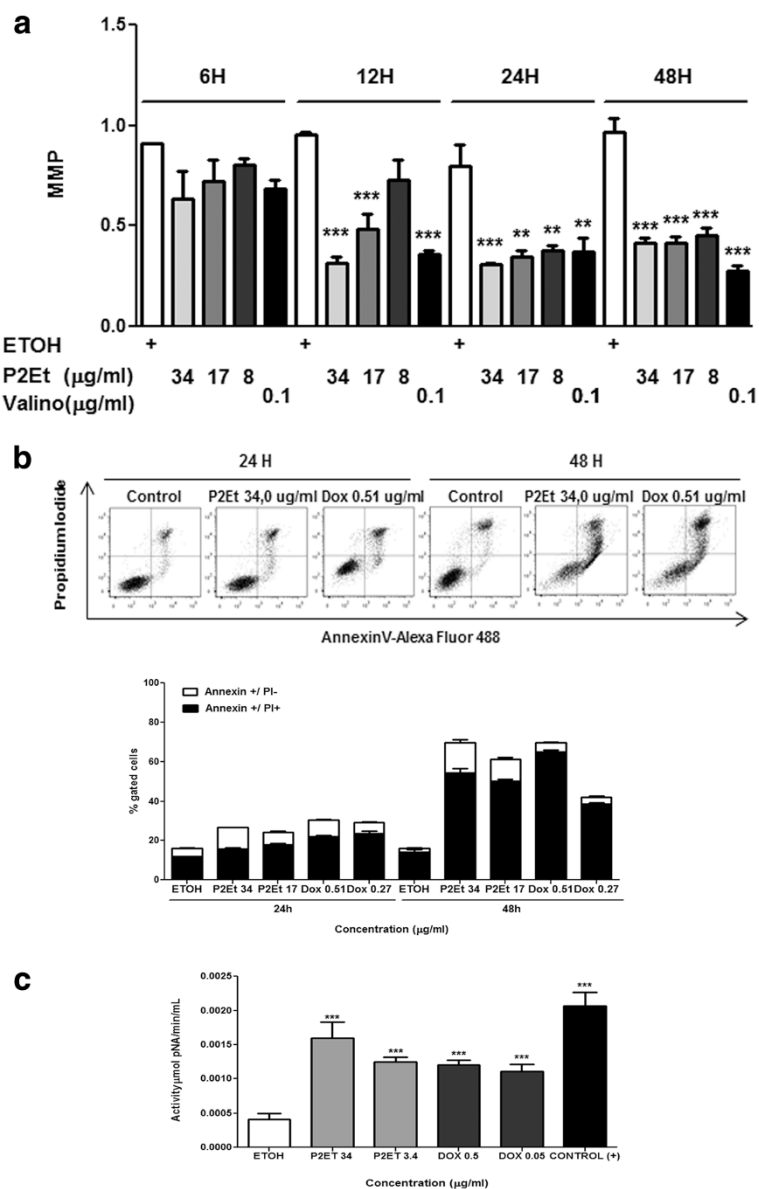 a
1.5
6H 12H 24H 48H
1.0
MMP
*** *** ***
*** ** ** **
*** *** ***
***
0.5
0.0
ETOH + + + +
P2Et (μg/ml) 34 17 8 34 17 8 34 17 8 34 17 8
Valino(μg/ml) 0.1 0.1 0.1 0.1
b
24 H 48 H
Control P2Et 34,0 ug/ml Dox 0.51 ug/ml Control P2Et 34,0 ug/ml Dox 0.51 ug/ml
Propidium Iodide
AnnexinV-Alexa Fluor 488
100
Annexin +/ PI-
Annexin +/ PI+
80
60
% gated cells
40
20
0
ETOH P2Et 34 P2Et 17 Dox 0.51 Dox 0.27 ETOH P2Et 34 P2Et 17 Dox 0.51 Dox 0.27
24h 48h
Concentration (μg/ml)
c
0.0025
0.0020
0.0015
0.0010
0.0005
0.0000
Activity μmol pNA/min/mL
*** *** *** *** ***
ETOH P2ET 34 P2ET 3.4 DOX 0.5 DOX 0.05 CONTROL (+)
Concentration (μg/ml)